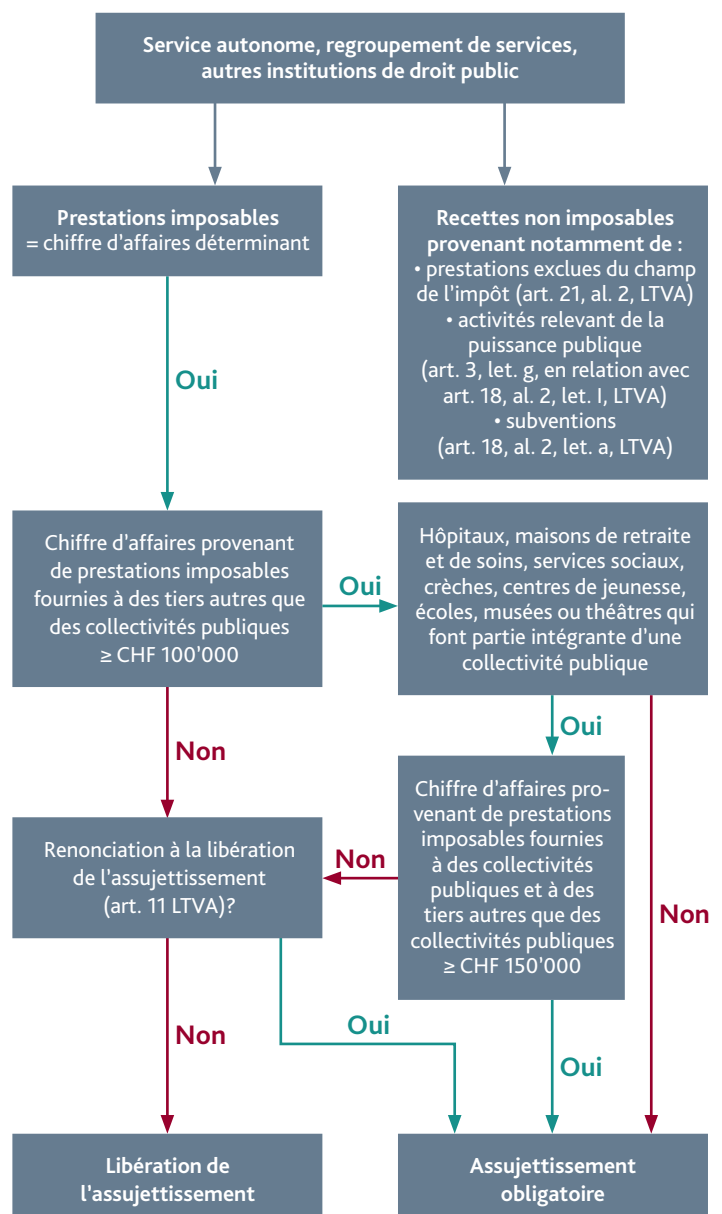 Service autonome, regroupement de services,
autres institutions de droit public
Prestations imposables
= chiffre d'affaires déterminant
Recettes non imposables
provenant notamment de :
• prestations exclues du champ
de l'impôt (art. 21, al. 2, LTVA)
• activités relevant de la
puissance publique
(art. 3, let. g, en relation avec
art. 18, al. 2, let. l, LTVA)
• subventions
(art. 18, al. 2, let. a, LTVA)
Oui
Chiffre d'affaires provenant
de prestations imposables
fournies à des tiers autres que
des collectivités publiques
≥ CHF 100'000
Oui
Hôpitaux, maisons de retraite
et de soins, services sociaux,
crèches, centres de jeunesse,
écoles, musées ou théâtres qui
font partie intégrante d'une
collectivité publique
Non
Oui
Chiffre d'affaires pro-
venant de prestations
imposables fournies
à des collectivités
publiques et à des
tiers autres que des
collectivités publiques
≥ CHF 150'000
Non
Renonciation à la libération
de l'assujettissement
(art. 11 LTVA)?
Non
Non
Oui
Oui
Libération de
l'assujettissement
Assujettissement
obligatoire